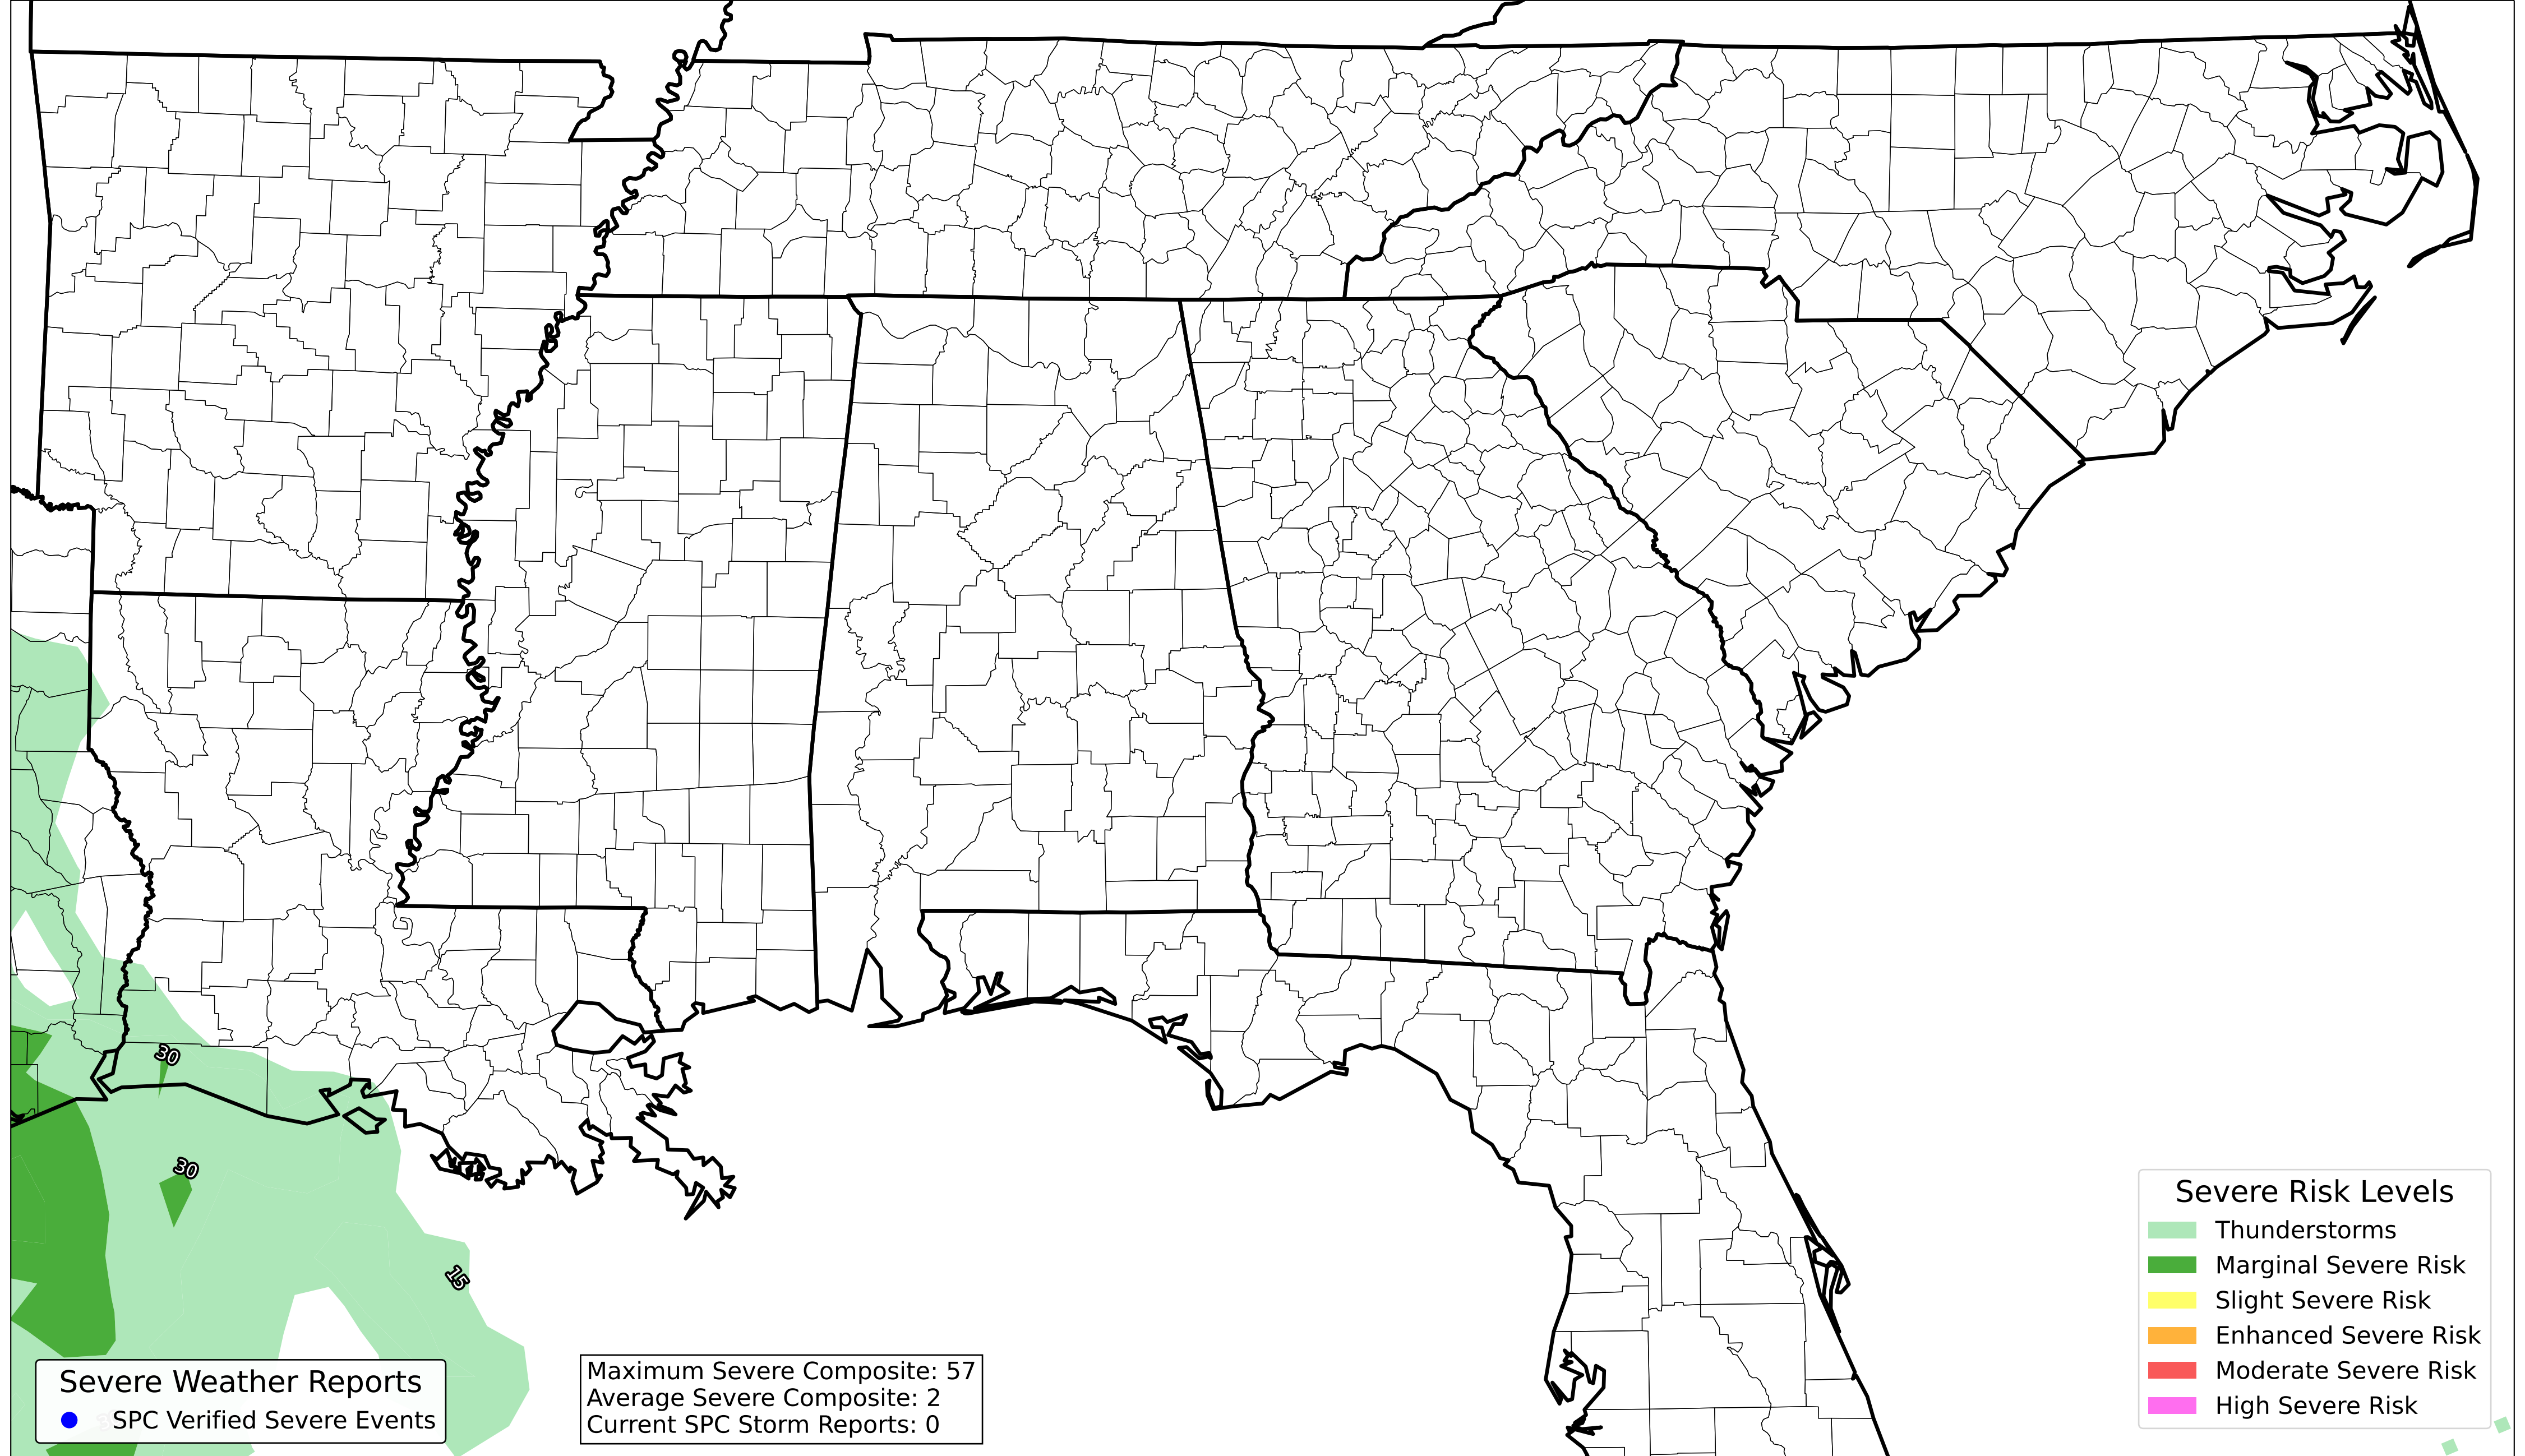 30
30
15
Severe Weather Reports
SPC Verified Severe Events
Maximum Severe Composite: 57
Average Severe Composite: 2
Current SPC Storm Reports: 0
Severe Risk Levels
Thunderstorms
Marginal Severe Risk
Slight Severe Risk
Enhanced Severe Risk
Moderate Severe Risk
High Severe Risk